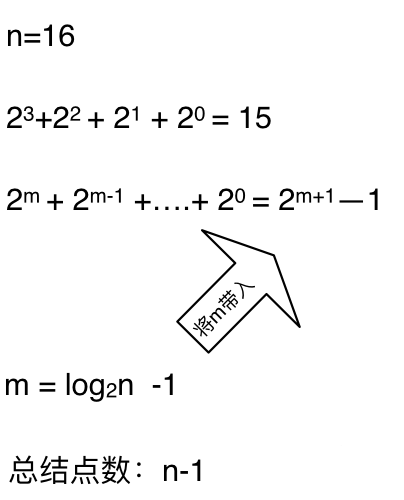 n=16
2³+2² + 2¹ + 2⁰ = 15
2ᵐ + 2ᵐ⁻¹ +….+ 2⁰ = 2ᵐ⁺¹—1
将m带入
m = log₂n -1
总结点数：n-1